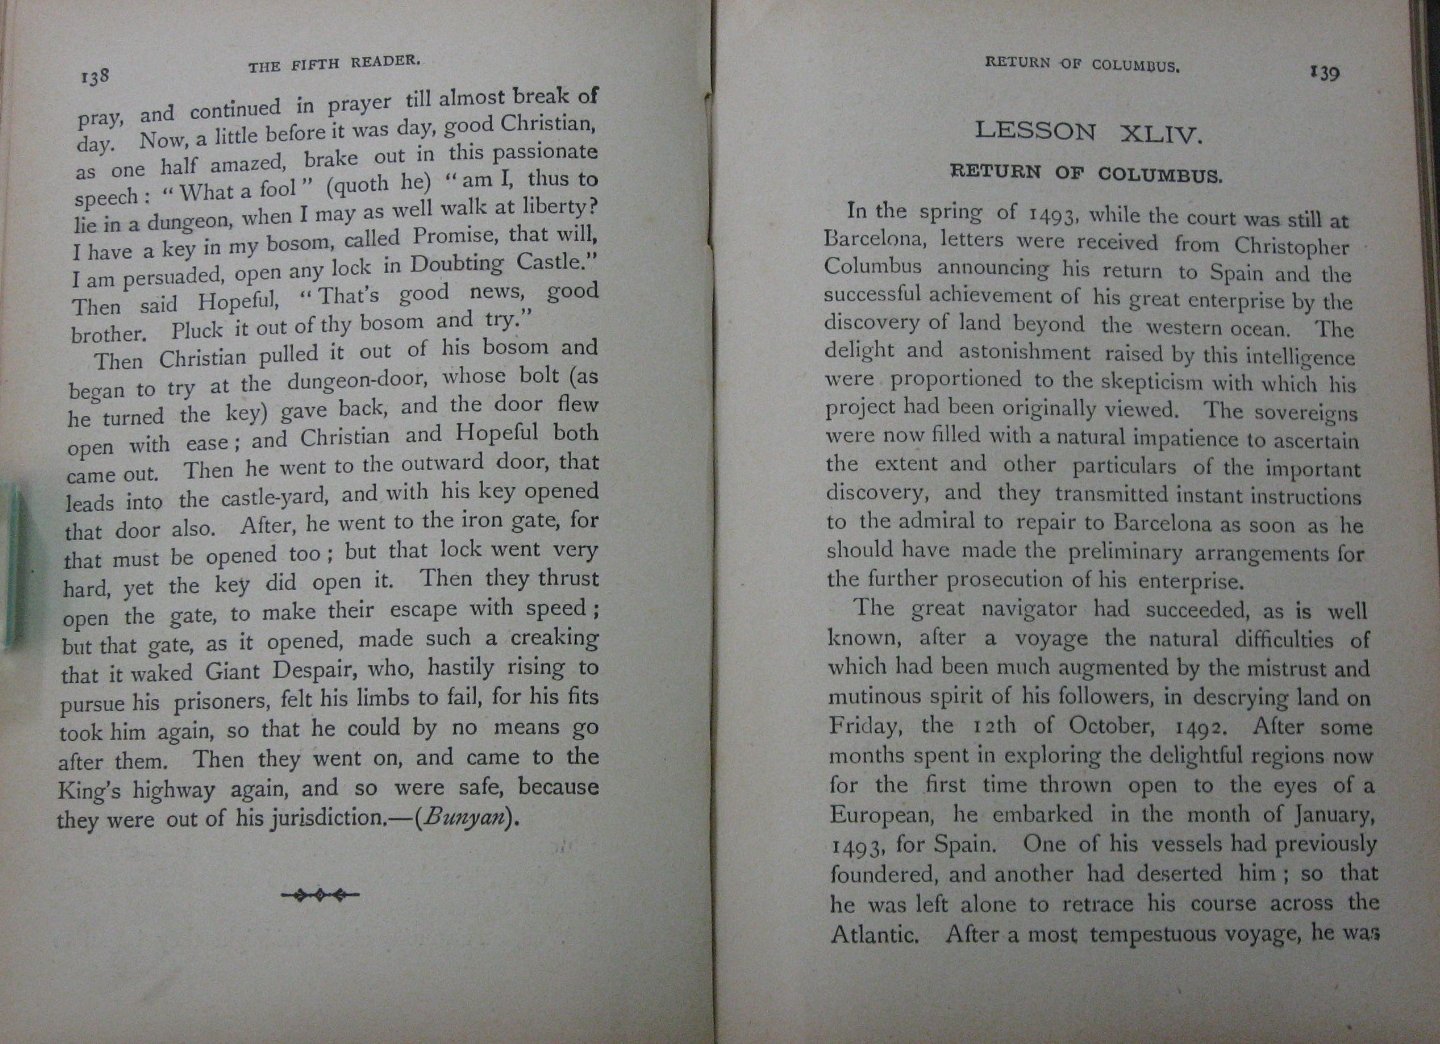 138
THE FIFTH READER.
pray, and continued in prayer till almost break of
day. Now, a little before it was day, good Christian,
as one half amazed, brake out in this passionate
speech : “ What a fool ” (quoth he) “ am I, thus to
lie in a dungeon, when I may as well walk at liberty?
I have a key in my bosom, called Promise, that will,
I am persuaded, open any lock in Doubting Castle.”
Then said Hopeful, “ That's good news, good
brother. Pluck it out of thy bosom and try.”
Then Christian pulled it out of his bosom and
began to try at the dungeon-door, whose bolt (as
he turned the key) gave back, and the door flew
open with ease ; and Christian and Hopeful both
came out. Then he went to the outward door, that
leads into the castle-yard, and with his key opened
that door also. After, he went to the iron gate, for
that must be opened too ; but that lock went very
hard, yet the key did open it. Then they thrust
open the gate, to make their escape with speed ;
but that gate, as it opened, made such a creaking
that it waked Giant Despair, who, hastily rising to
pursue his prisoners, felt his limbs to fail, for his fits
took him again, so that he could by no means go
after them. Then they went on, and came to the
King's highway again, and so were safe, because
they were out of his jurisdiction.—(Bunyan).
RETURN OF COLUMBUS.
139
LESSON XLIV.
RETURN OF COLUMBUS.
In the spring of 1493, while the court was still at
Barcelona, letters were received from Christopher
Columbus announcing his return to Spain and the
successful achievement of his great enterprise by the
discovery of land beyond the western ocean. The
delight and astonishment raised by this intelligence
were proportioned to the skepticism with which his
project had been originally viewed. The sovereigns
were now filled with a natural impatience to ascertain
the extent and other particulars of the important
discovery, and they transmitted instant instructions
to the admiral to repair to Barcelona as soon as he
should have made the preliminary arrangements for
the further prosecution of his enterprise.
The great navigator had succeeded, as is well
known, after a voyage the natural difficulties of
which had been much augmented by the mistrust and
mutinous spirit of his followers, in descrying land on
Friday, the 12th of October, 1492. After some
months spent in exploring the delightful regions now
for the first time thrown open to the eyes of a
European, he embarked in the month of January,
1493, for Spain. One of his vessels had previously
foundered, and another had deserted him ; so that
he was left alone to retrace his course across the
Atlantic. After a most tempestuous voyage, he was